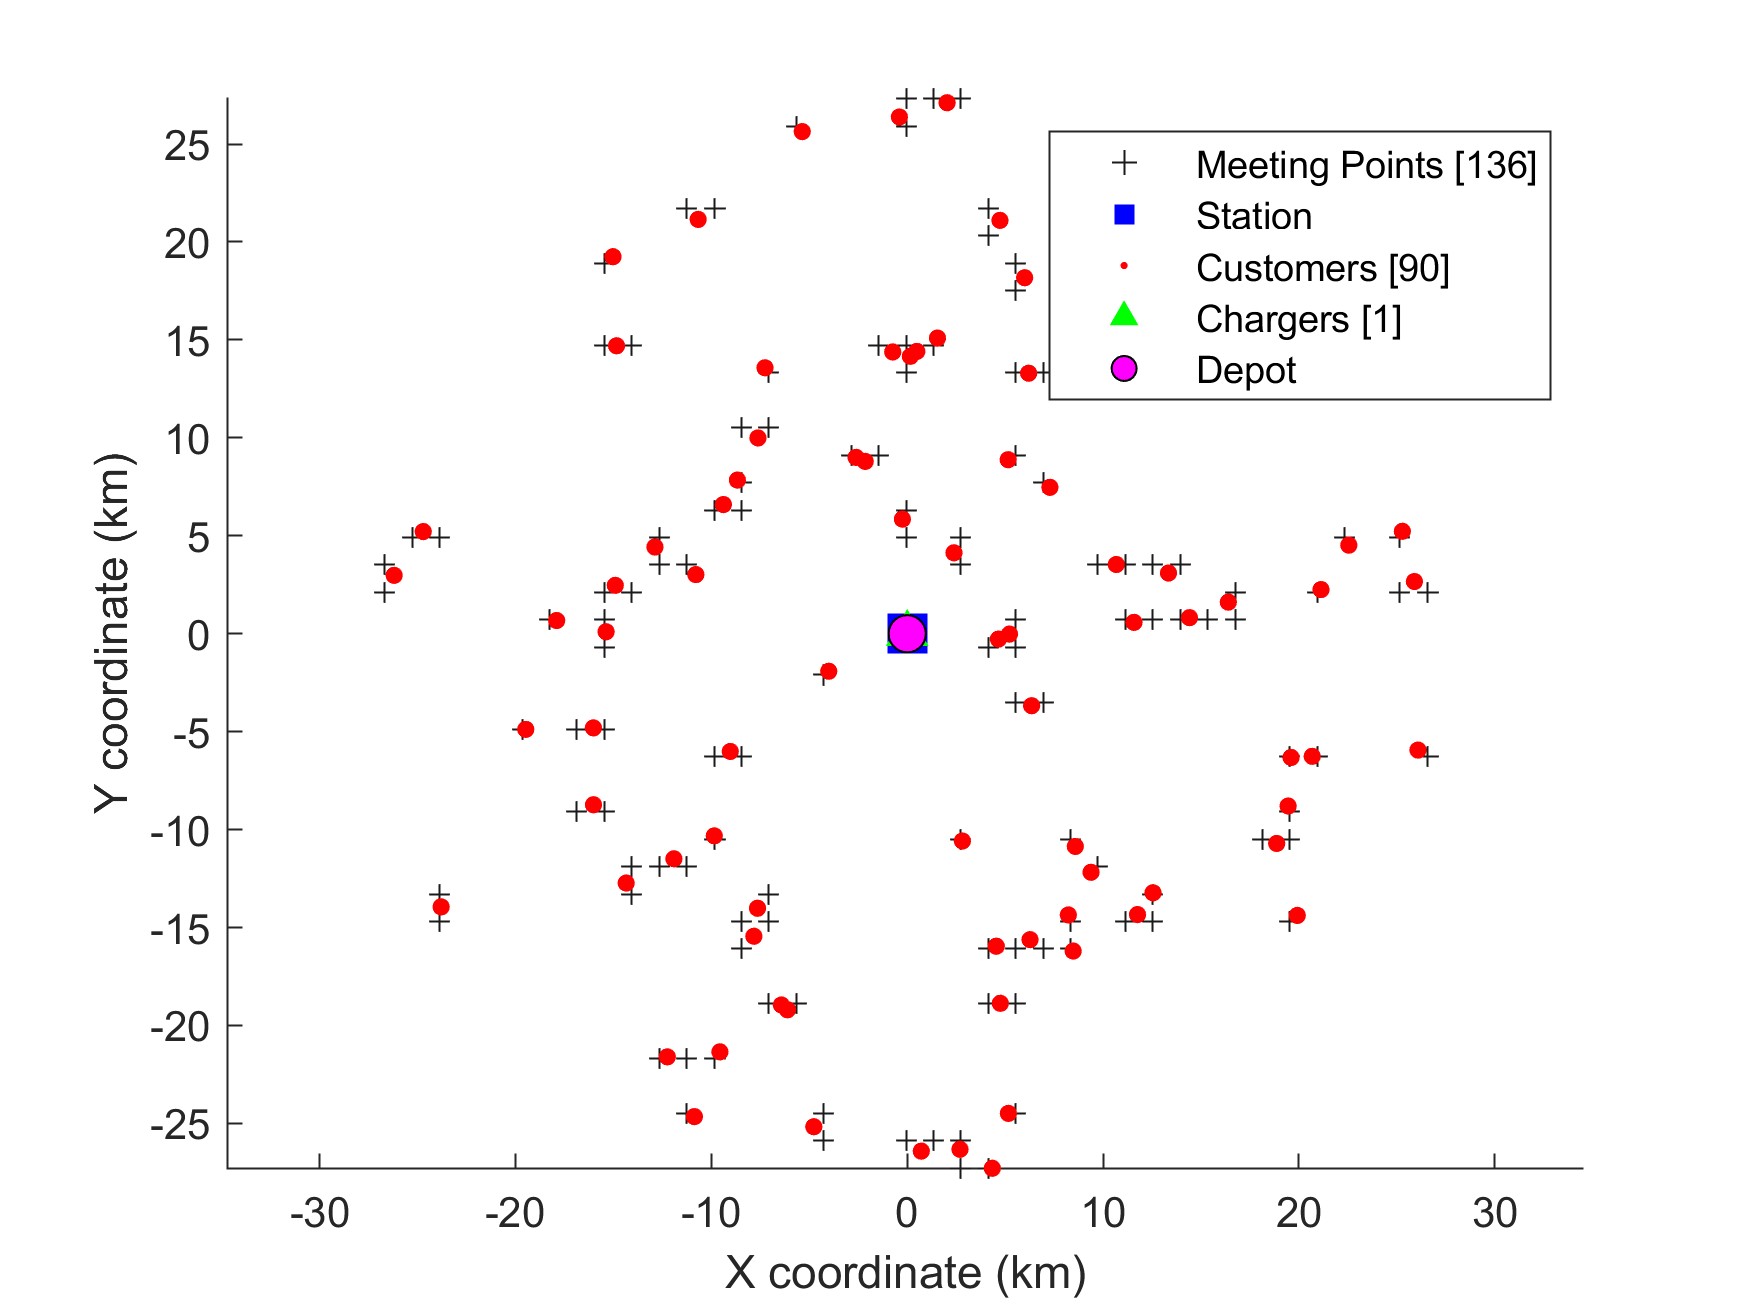 25
20
15
10
5
0
-5
-10
-15
-20
-25
Y coordinate (km)
Meeting Points [136]
Station
Customers [90]
Chargers [1]
Depot
-30 -20 -10 0 10 20 30
X coordinate (km)